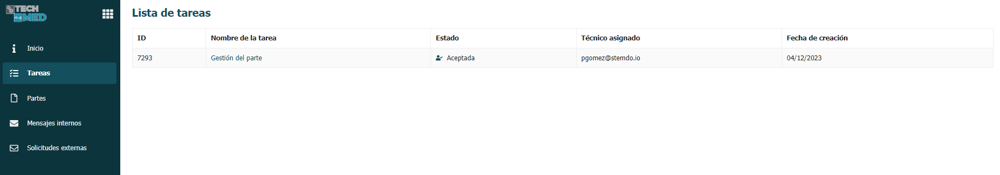 TECH
MED
Inicio
Tareas
Partes
Mensajes internos
Solicitudes externas
Lista de tareas
ID Nombre de la tarea Estado Técnico asignado Fecha de creación
7293 Gestión del parte Aceptada pgomez@stemdo.io 04/12/2023